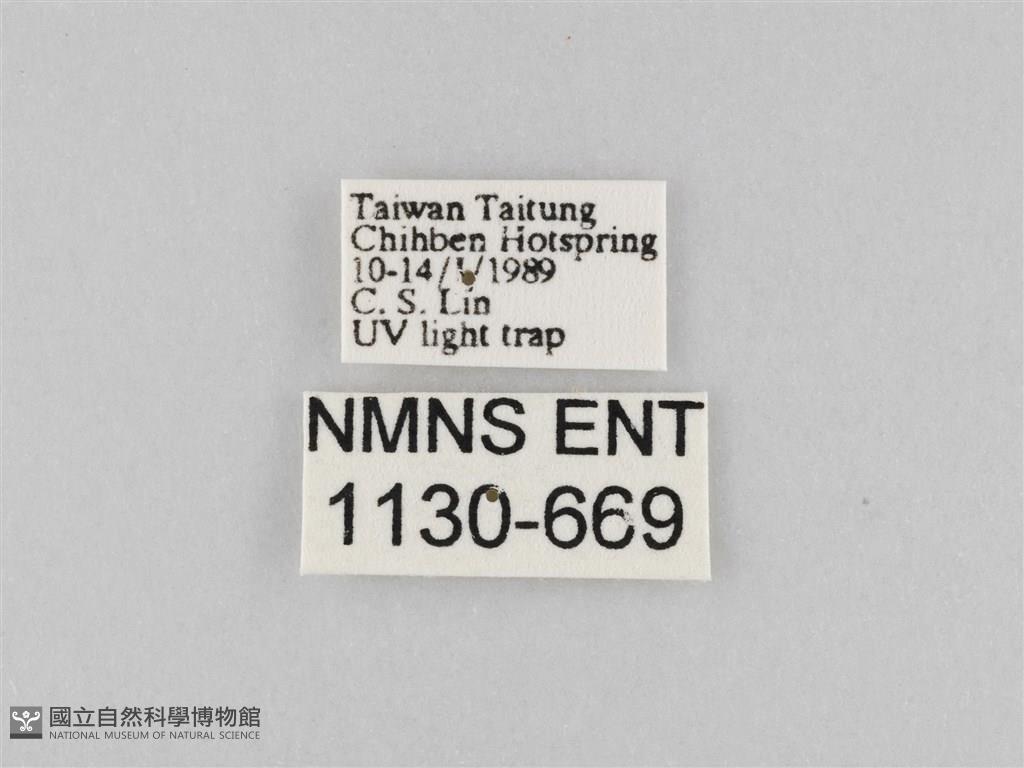 Taiwan Taitung
Chihben Hotspring
10-14/I/1989
C. S. Lin
UV light trap
NMNS ENT
1130-669
國立自然科學博物館
NATIONAL MUSEUM OF NATURAL SCIENCE